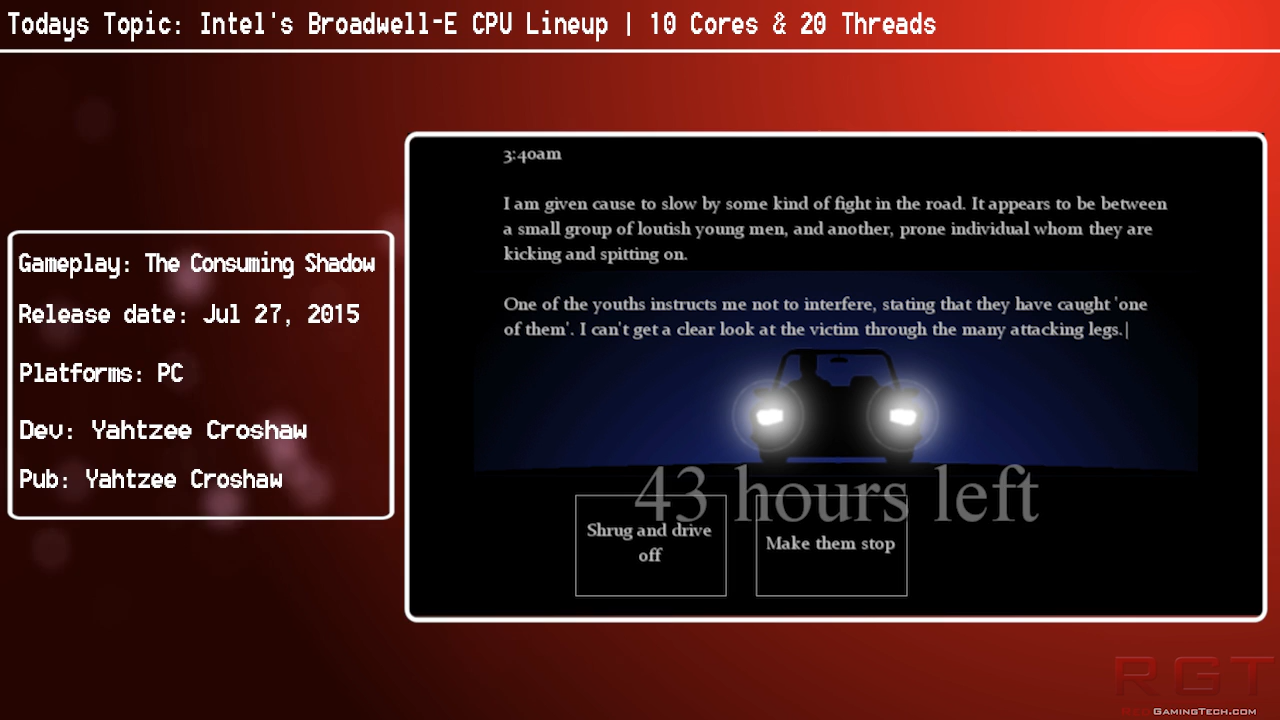 Todays Topic: Intel's Broadwell-E CPU Lineup | 10 Cores & 20 Threads
Gameplay: The Consuming Shadow
Release date: Jul 27, 2015
Platforms: PC
Dev: Yahtzee Croshaw
Pub: Yahtzee Croshaw
3:40am
I am given cause to slow by some kind of fight in the road. It appears to be between
a small group of loutish young men, and another, prone individual whom they are
kicking and spitting on.
One of the youths instructs me not to interfere, stating that they have caught 'one
of them'. I can't get a clear look at the victim through the many attacking legs.|
43 hours left
Shrug and drive
off
Make them stop
RGT
RedGamingTech.com